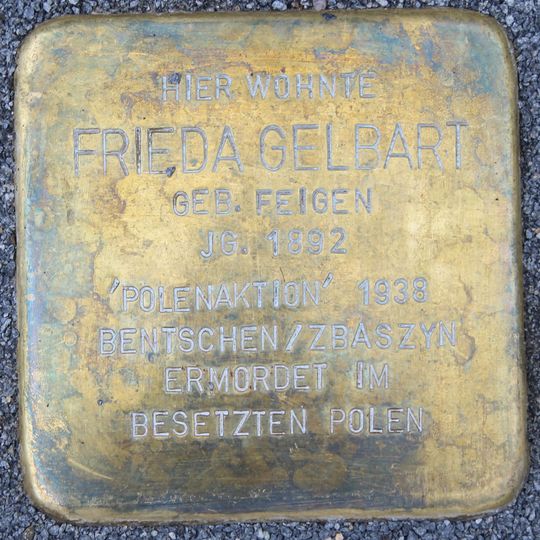 HIER WOHNTE
FRIEDA GELBART
GEB. FEIGEN
JG. 1892
'POLENAKTION' 1938
BENTSCHEN/ZBASZYN
ERMORDET IM
BESETZTEN POLEN